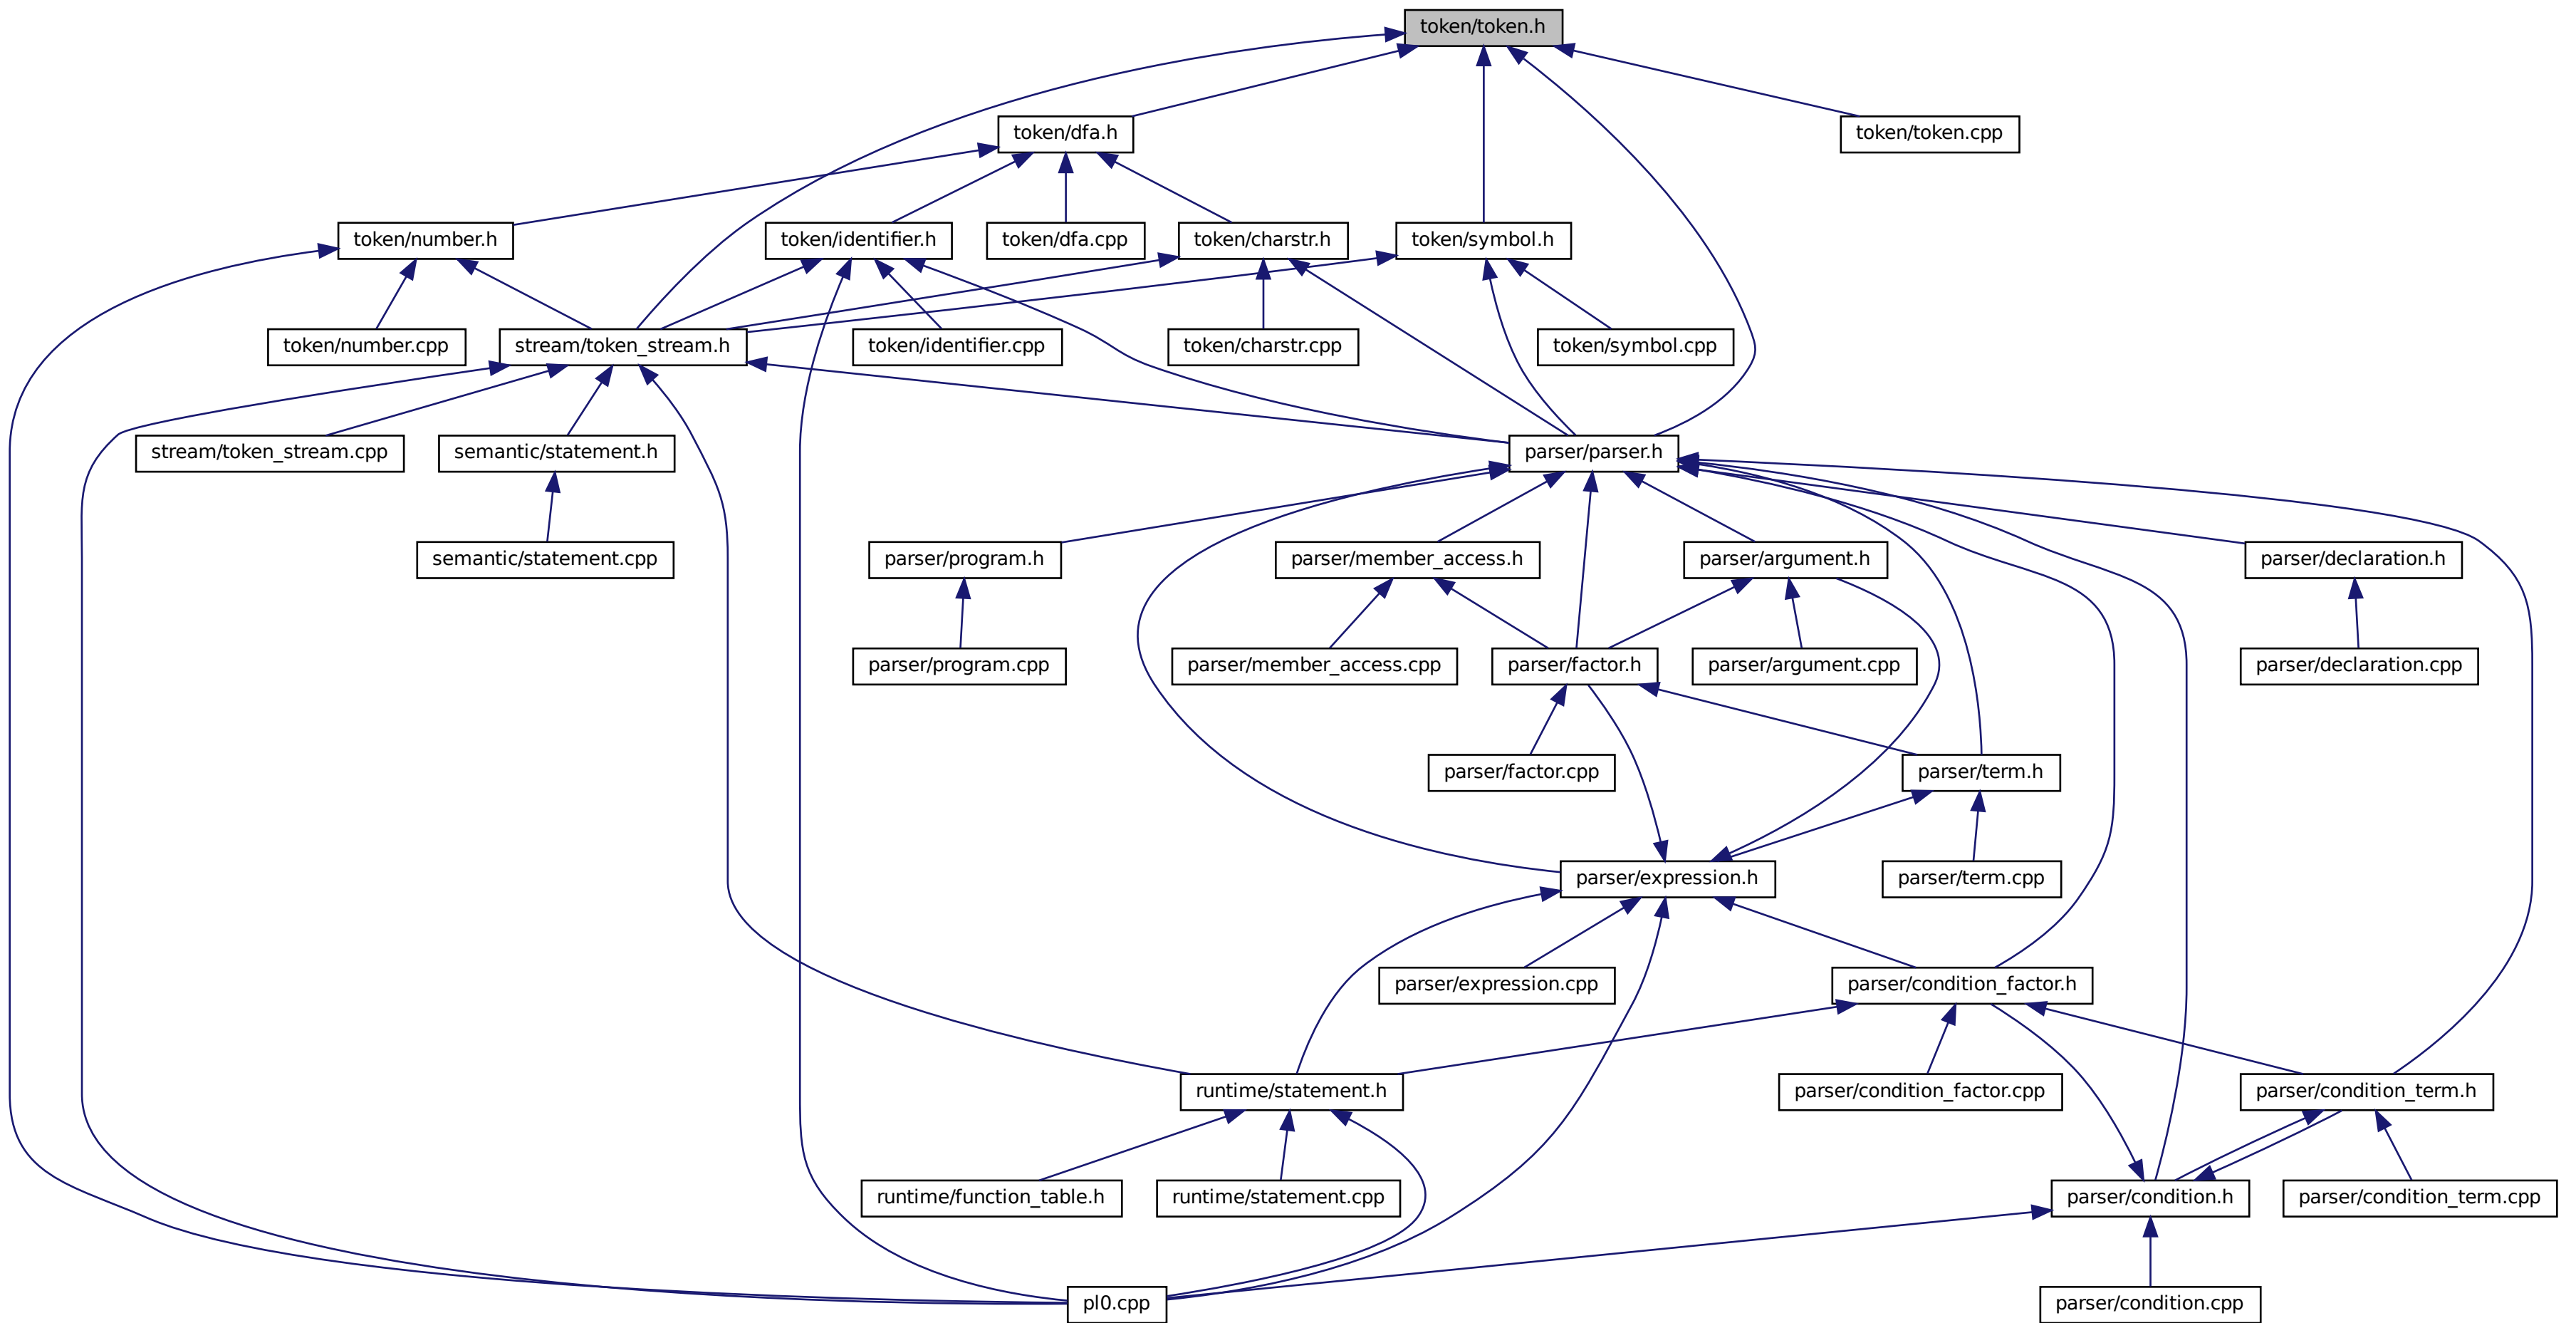 token/token.h
token/dfa.h
token/token.cpp
token/number.h
token/identifier.h
token/dfa.cpp
token/charstr.h
token/symbol.h
token/number.cpp
stream/token_stream.h
token/identifier.cpp
token/charstr.cpp
token/symbol.cpp
stream/token_stream.cpp
semantic/statement.h
parser/parser.h
semantic/statement.cpp
parser/program.h
parser/member_access.h
parser/argument.h
parser/declaration.h
parser/program.cpp
parser/member_access.cpp
parser/factor.h
parser/argument.cpp
parser/declaration.cpp
parser/factor.cpp
parser/term.h
parser/expression.h
parser/term.cpp
parser/expression.cpp
parser/condition_factor.h
runtime/statement.h
parser/condition_factor.cpp
parser/condition_term.h
runtime/function_table.h
runtime/statement.cpp
parser/condition.h
parser/condition_term.cpp
pl0.cpp
parser/condition.cpp